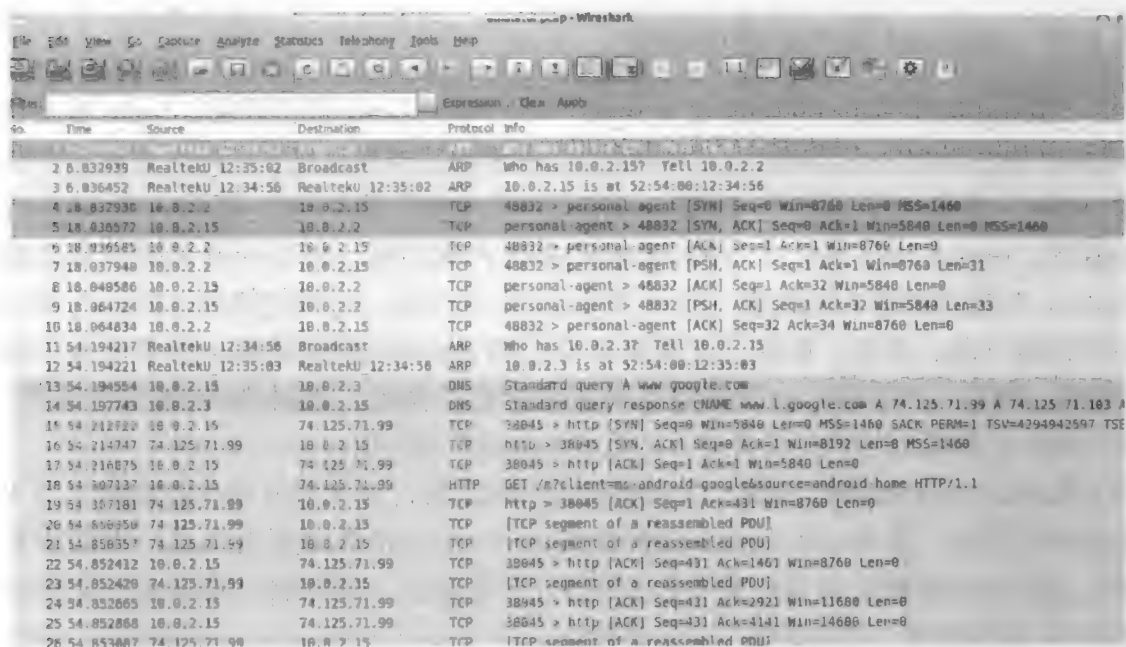 emulator.pcap - Wireshark
File Edit View Go Capture Analyze Statistics Telephony Tools Help
Expression... Clear Apply
No. Time Source Destination Protocol Info
2 6.032939 RealtekU_12:35:02 Broadcast ARP Who has 10.0.2.15? Tell 10.0.2.2
3 6.036452 RealtekU_12:34:56 RealtekU_12:35:02 ARP 10.0.2.15 is at 52:54:00:12:34:56
4 18.032930 10.0.2.2 10.0.2.15 TCP 48832 > personal-agent [SYN] Seq=0 Win=8760 Len=0 MSS=1460
5 18.036572 10.0.2.15 10.0.2.2 TCP personal-agent > 48832 [SYN, ACK] Seq=0 Ack=1 Win=5840 Len=0 MSS=1460
6 18.036585 10.0.2.2 10.0.2.15 TCP 48832 > personal-agent [ACK] Seq=1 Ack=1 Win=8760 Len=0
7 18.037940 10.0.2.2 10.0.2.15 TCP 48832 > personal-agent [PSH, ACK] Seq=1 Ack=1 Win=8760 Len=31
8 18.040586 10.0.2.15 10.0.2.2 TCP personal-agent > 48832 [ACK] Seq=1 Ack=32 Win=5840 Len=0
9 18.064724 10.0.2.15 10.0.2.2 TCP personal-agent > 48832 [PSH, ACK] Seq=1 Ack=32 Win=5840 Len=33
10 18.064834 10.0.2.2 10.0.2.15 TCP 48832 > personal-agent [ACK] Seq=32 Ack=34 Win=8760 Len=0
11 54.194217 RealtekU_12:34:56 Broadcast ARP Who has 10.0.2.3? Tell 10.0.2.15
12 54.194221 RealtekU_12:35:03 RealtekU_12:34:56 ARP 10.0.2.3 is at 52:54:00:12:35:03
13 54.194554 10.0.2.15 10.0.2.3 DNS Standard query A www.google.com
14 54.197743 10.0.2.3 10.0.2.15 DNS Standard query response CNAME www.l.google.com A 74.125.71.99 A 74.125.71.103 A
15 10.0.2.15 74.125.71.99 TCP 38045 > http [SYN] Seq=0 Win=5840 Len=0 MSS=1460 SACK_PERM=1 TSV=4294942597 TSE
16 54.214747 74.125.71.99 10.0.2.15 TCP http > 38045 [SYN, ACK] Seq=0 Ack=1 Win=8192 Len=0 MSS=1460
17 54.216875 10.0.2.15 74.125.71.99 TCP 38045 > http [ACK] Seq=1 Ack=1 Win=5840 Len=0
18 54.307137 10.0.2.15 74.125.71.99 HTTP GET /m?client=ms-android-google&source=android-home HTTP/1.1
19 54.307181 74.125.71.99 10.0.2.15 TCP http > 38045 [ACK] Seq=1 Ack=431 Win=8760 Len=0
20 54.850350 74.125.71.99 10.0.2.15 TCP [TCP segment of a reassembled PDU]
21 54.850357 74.125.71.99 10.0.2.15 TCP [TCP segment of a reassembled PDU]
22 54.852412 10.0.2.15 74.125.71.99 TCP 38045 > http [ACK] Seq=431 Ack=1461 Win=8760 Len=0
23 54.852420 74.125.71.99 10.0.2.15 TCP [TCP segment of a reassembled PDU]
24 54.852665 10.0.2.15 74.125.71.99 TCP 38045 > http [ACK] Seq=431 Ack=2921 Win=11680 Len=0
25 54.852868 10.0.2.15 74.125.71.99 TCP 38045 > http [ACK] Seq=431 Ack=4141 Win=14600 Len=0
26 54.853087 74.125.71.99 10.0.2.15 TCP [TCP segment of a reassembled PDU]